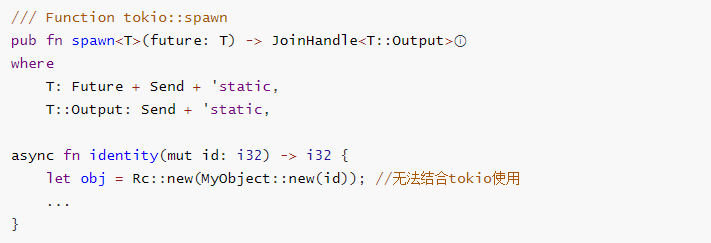 /// Function tokio::spawn
pub fn spawn<T>(future: T) -> JoinHandle<T::Output>ⓘ
where
    T: Future + Send + 'static,
    T::Output: Send + 'static,

async fn identity(mut id: i32) -> i32 {
    let obj = Rc::new(MyObject::new(id)); //无法结合tokio使用
    ...
}